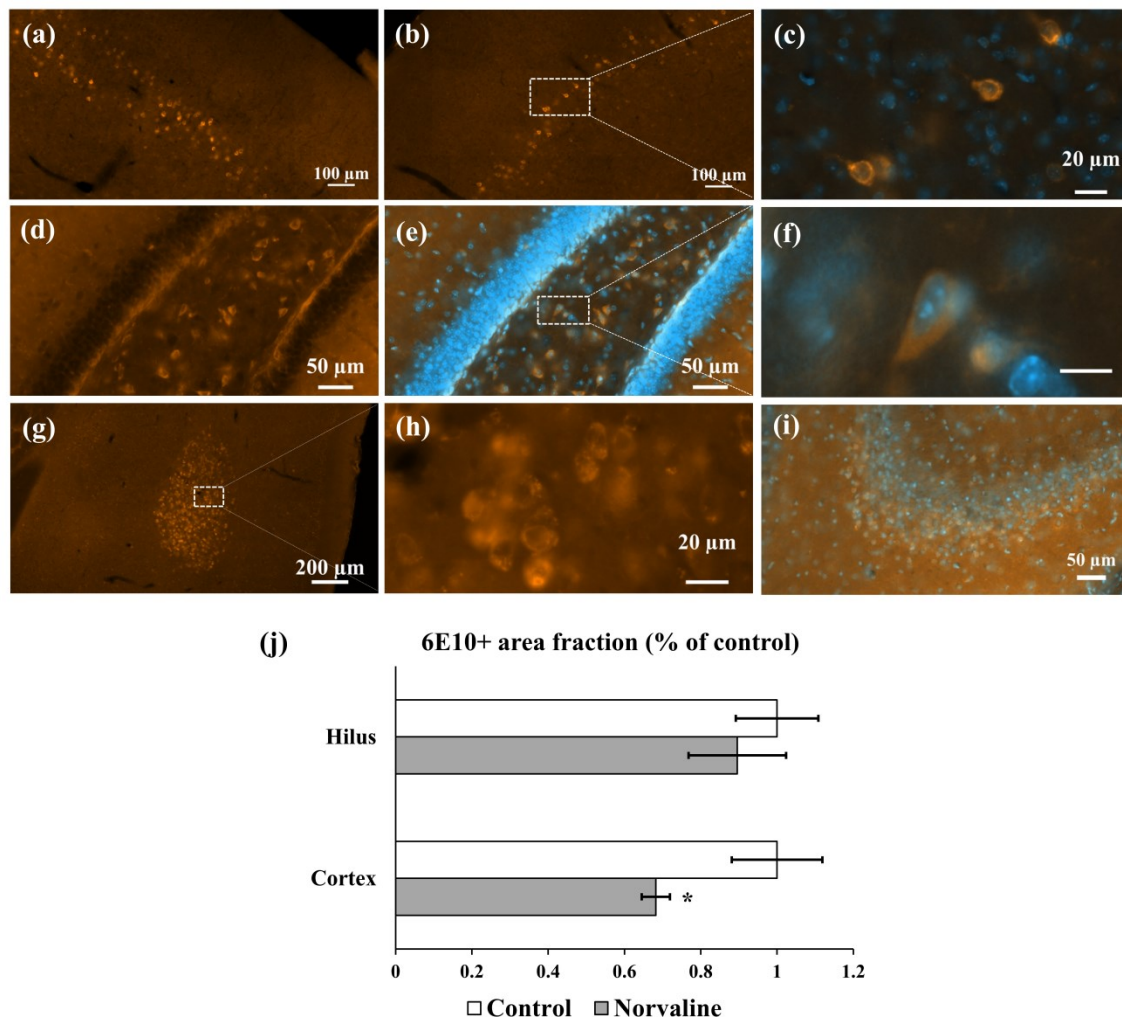 (a)
100 µm
(b)
100 µm
(c)
20 µm
(d)
50 µm
(e)
50 µm
(f)
(g)
200 µm
(h)
20 µm
(i)
50 µm
(j)
6E10+ area fraction (% of control)
Hilus
Cortex
*
0 0.2 0.4 0.6 0.8 1 1.2
Control Norvaline